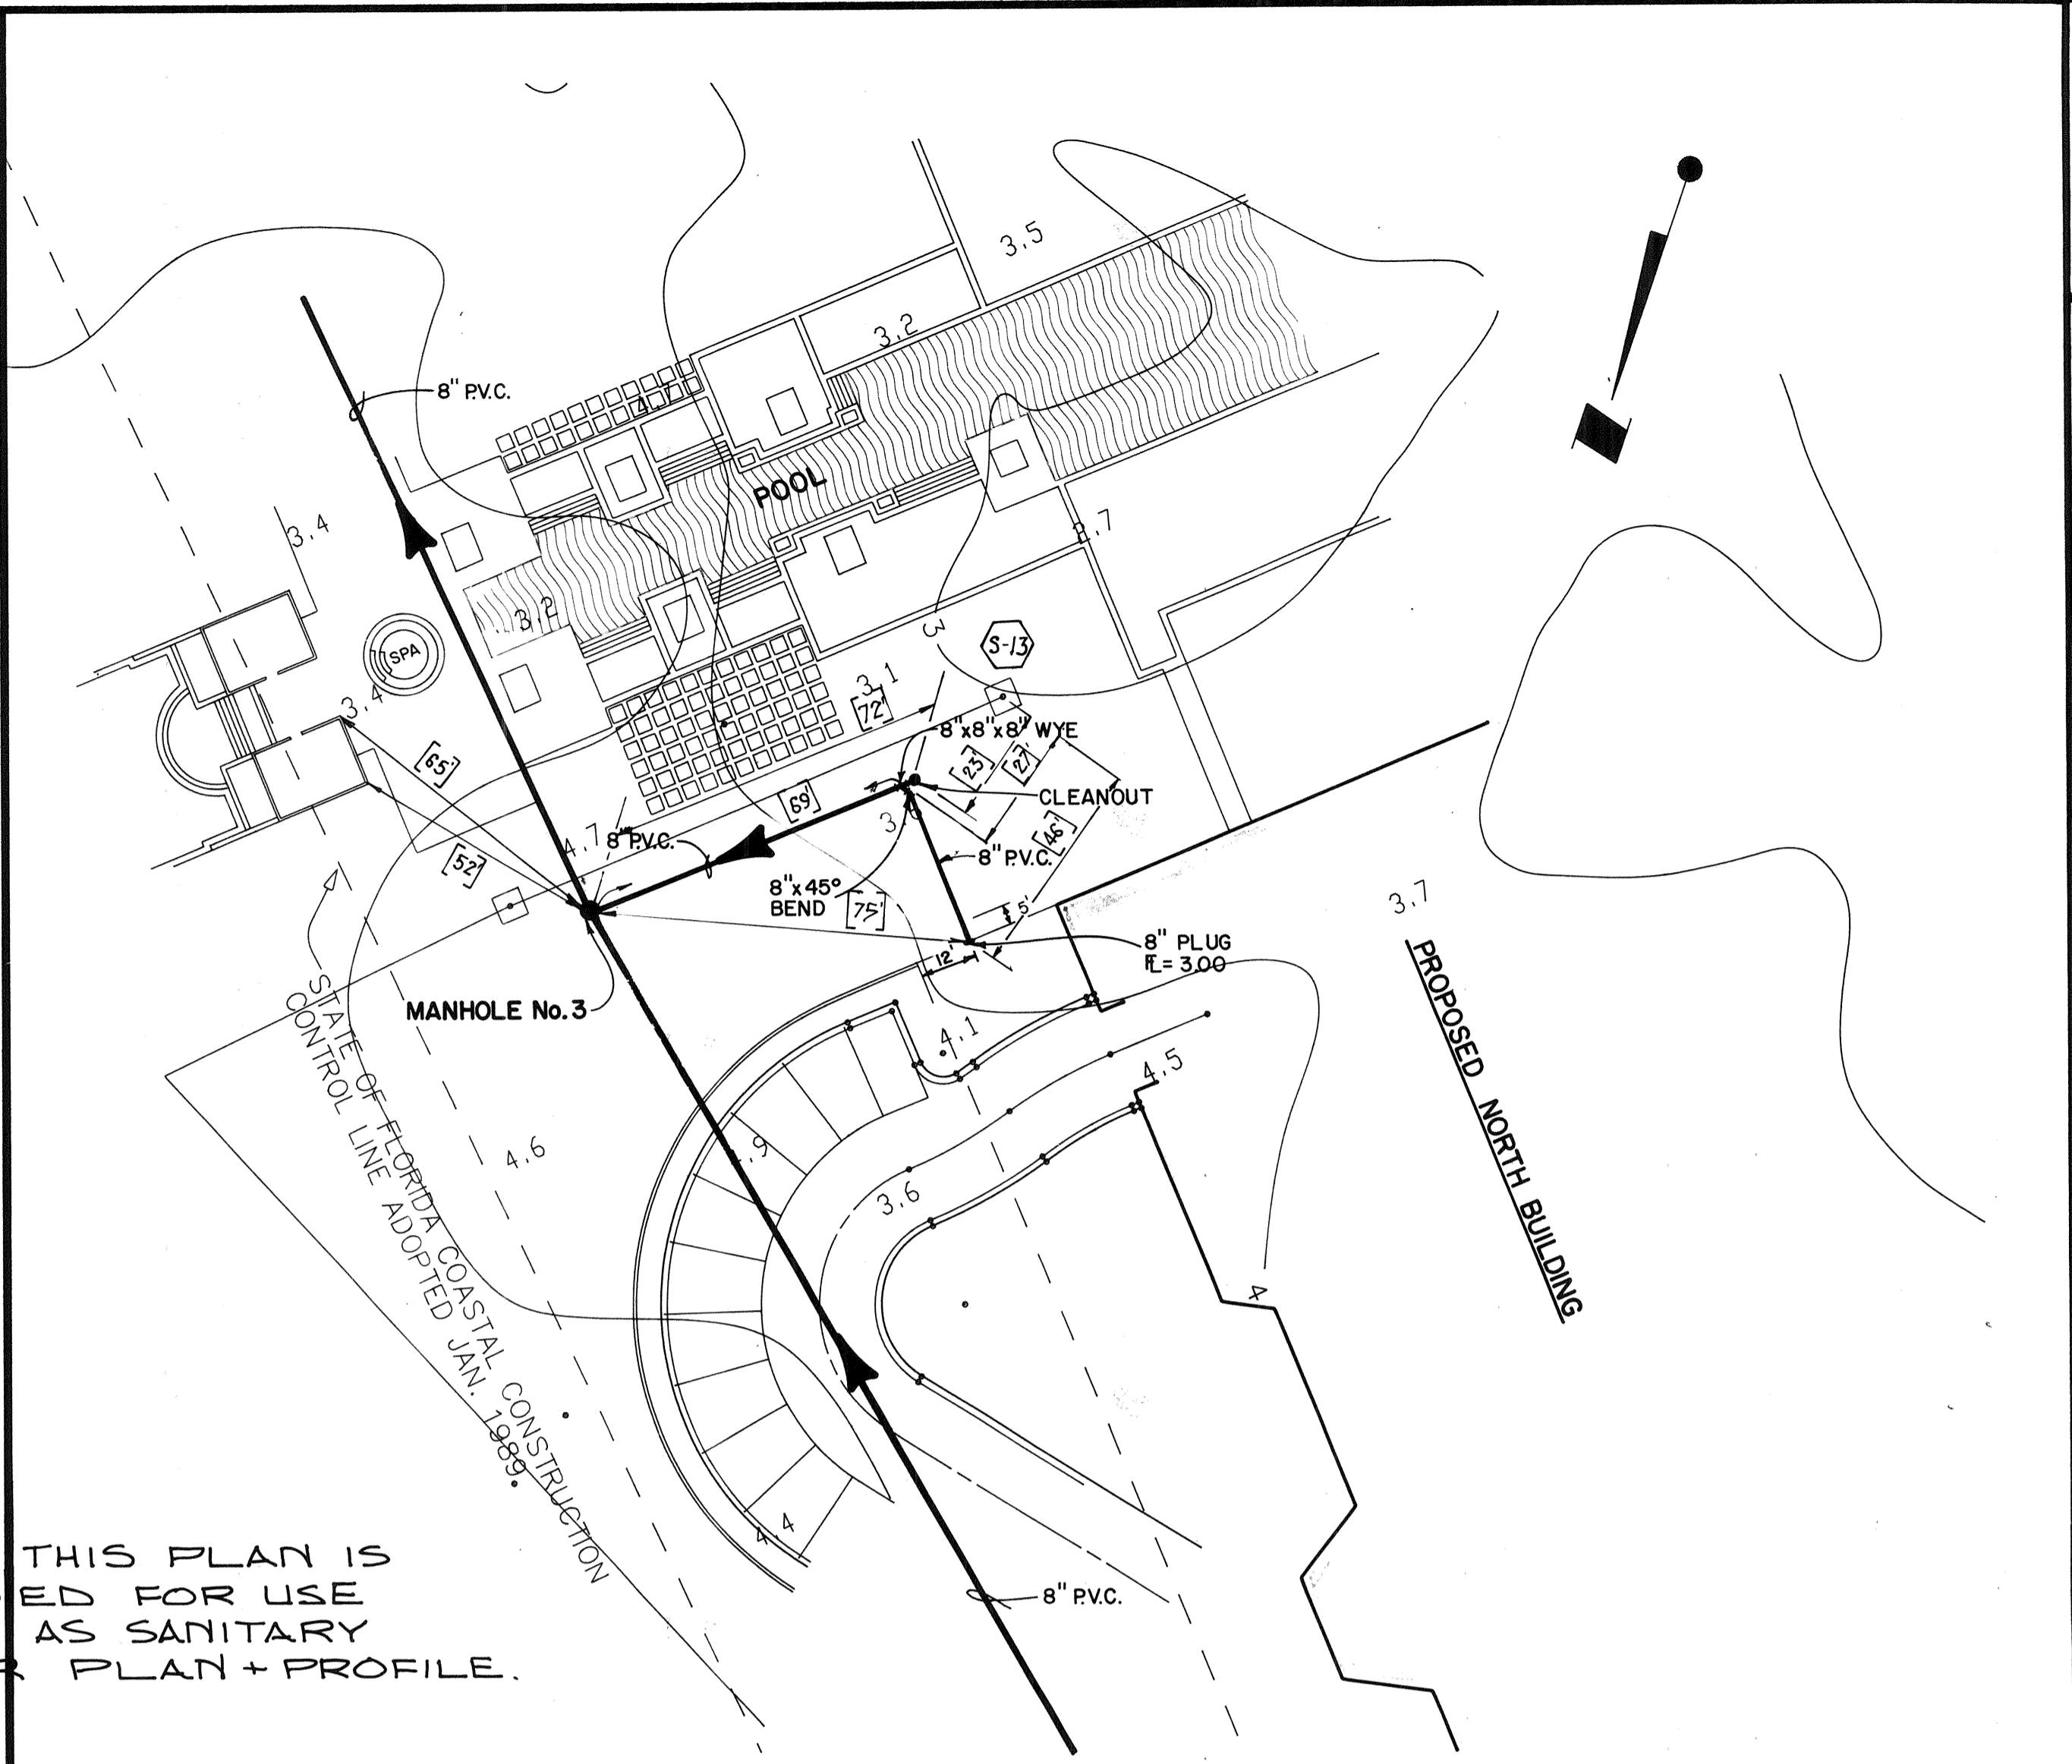 3.5
3.2
8" P.V.C.
POOL
3.4
2.7
3.2
3
S-13
SPA
3.4
3.1
[72']
8"x8"x8" WYE
[65']
[23']
[27']
[69']
CLEANOUT
4.7
8" P.V.C.
[46']
8" P.V.C.
[52']
8"x45°
BEND
[75']
5'
3.7
12'
8" PLUG
FL= 3.00
MANHOLE No. 3
STATE OF FLORIDA COASTAL CONSTRUCTION
CONTROL LINE ADOPTED JAN. 1989.
4.1
4.5
PROPOSED NORTH BUILDING
4.6
3.6
4
4.4
THIS PLAN IS
ED FOR USE
AS SANITARY
R PLAN + PROFILE.
8" P.V.C.